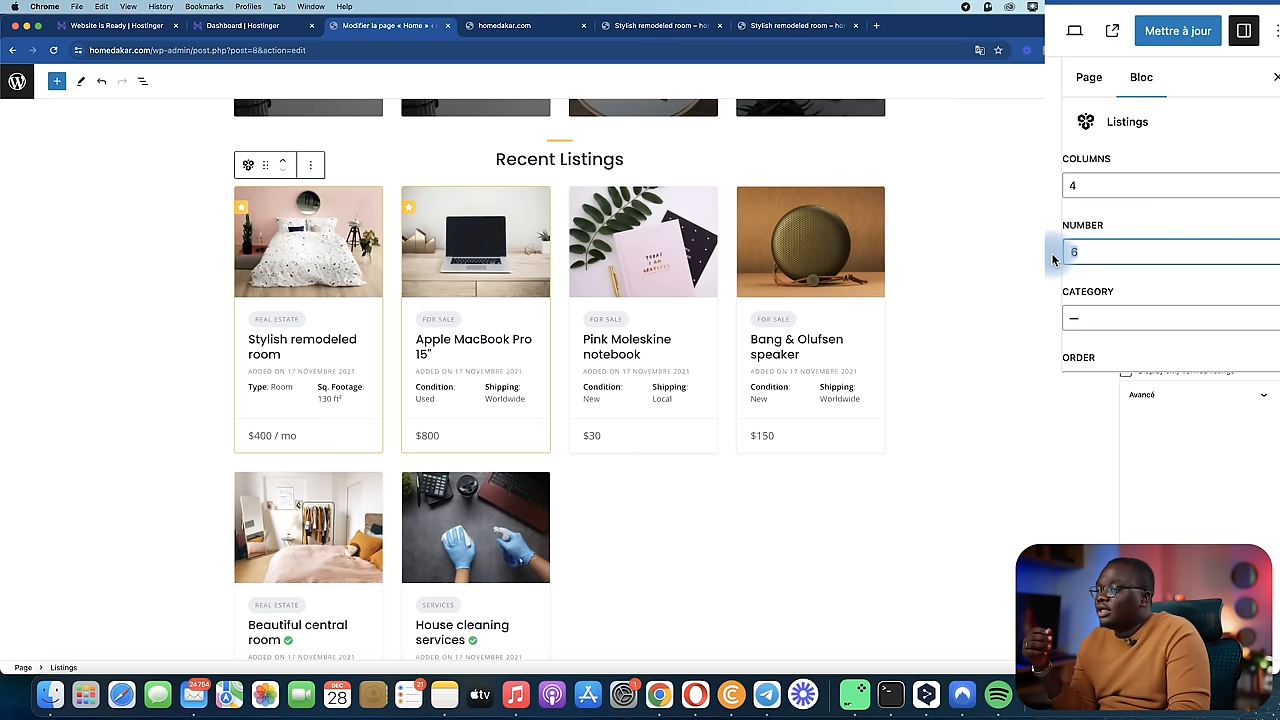 Chrome File Edit View History Bookmarks Profiles Tab Window Help
Website Is Ready | Hostinger
Dashboard | Hostinger
Modifier la page « Home » ‹
homedakar.com
Stylish remodeled room – hor
Stylish remodeled room – hor
homedakar.com/wp-admin/post.php?post=8&action=edit
Mettre à jour
Page Bloc
Listings
COLUMNS
4
NUMBER
6
CATEGORY
—
ORDER
Avancé
Recent Listings
REAL ESTATE
Stylish remodeled
room
ADDED ON 17 NOVEMBRE 2021
Type: Room
Sq. Footage:
130 ft²
$400 / mo
FOR SALE
Apple MacBook Pro
15"
ADDED ON 17 NOVEMBRE 2021
Condition:
Used
Shipping:
Worldwide
$800
FOR SALE
Pink Moleskine
notebook
ADDED ON 17 NOVEMBRE 2021
Condition:
New
Shipping:
Local
$30
FOR SALE
Bang & Olufsen
speaker
ADDED ON 17 NOVEMBRE 2021
Condition:
New
Shipping:
Worldwide
$150
REAL ESTATE
Beautiful central
room
ADDED ON 17 NOVEMBRE 2021
SERVICES
House cleaning
services
ADDED ON 17 NOVEMBRE 2021
Page > Listings
24754
DEC
28
21
tv
1